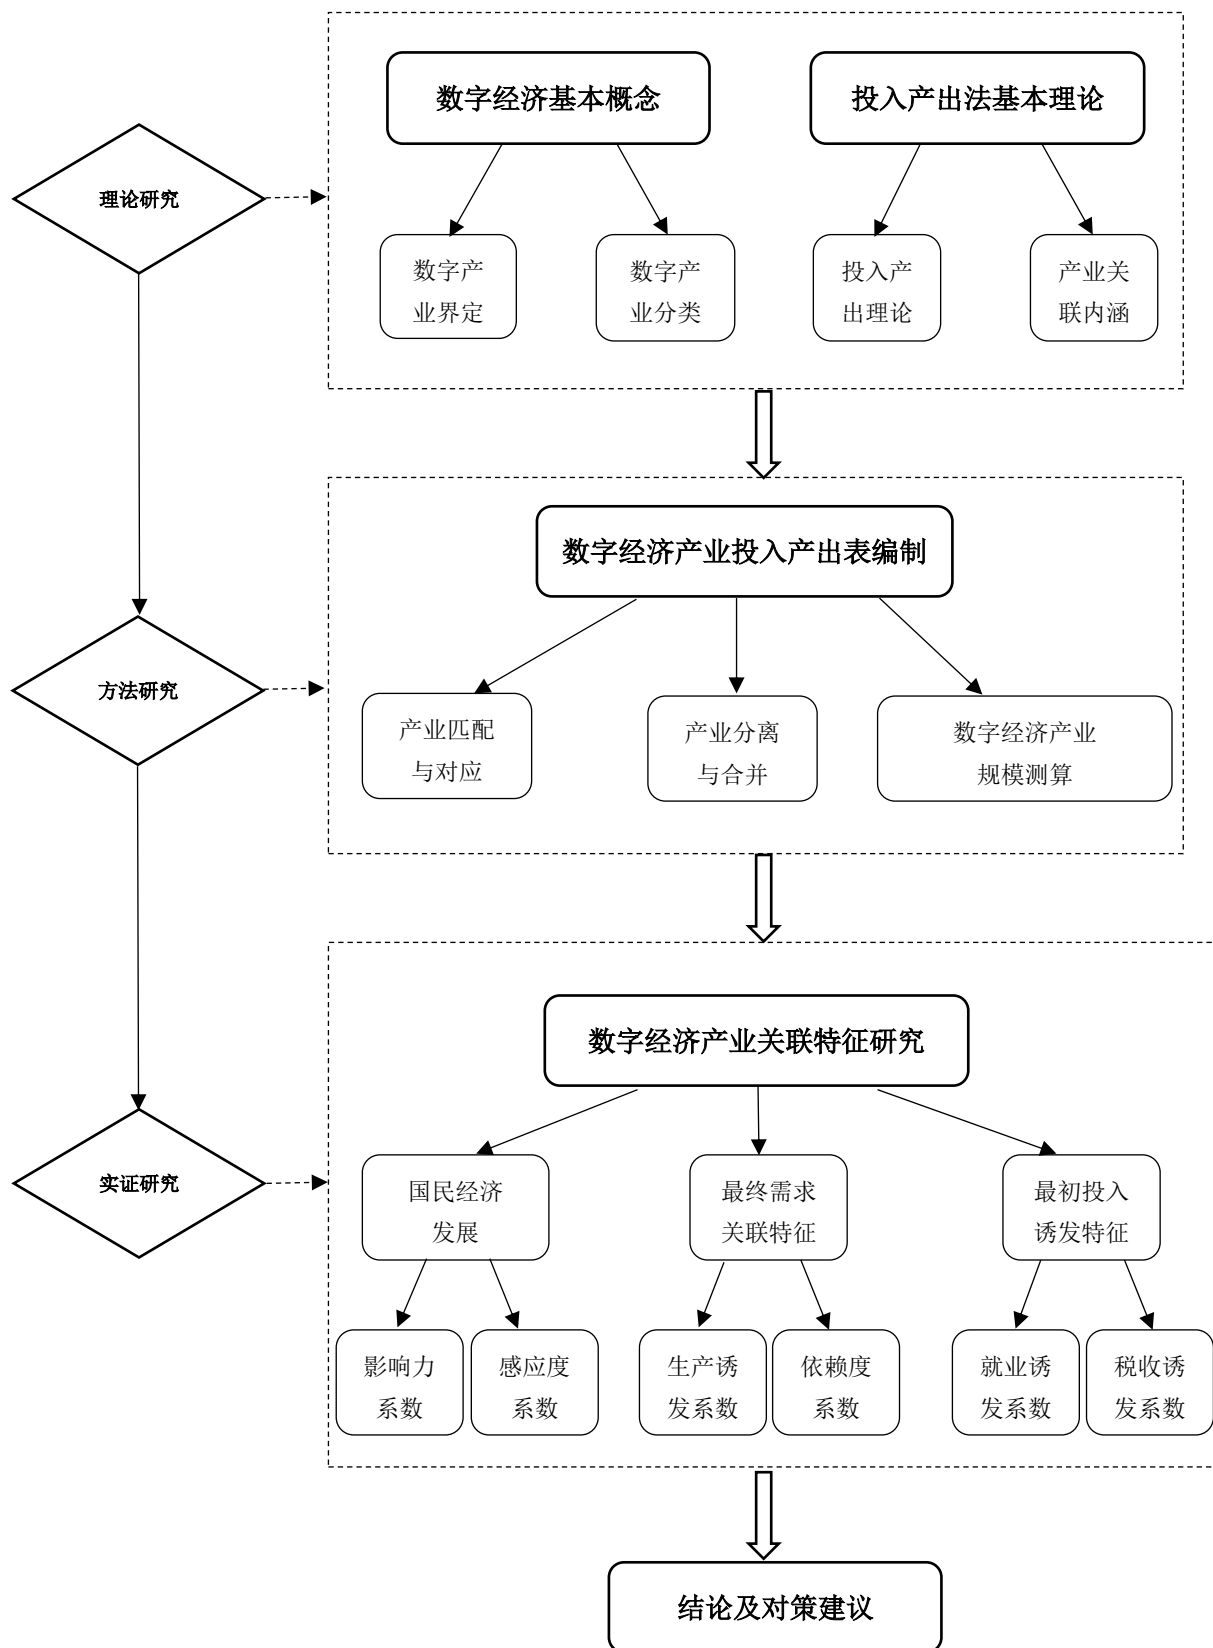 数字经济基本概念
投入产出法基本理论
理论研究
数字产
业界定
数字产
业分类
投入产
出理论
产业关
联内涵
数字经济产业投入产出表编制
方法研究
产业匹配
与对应
产业分离
与合并
数字经济产业
规模测算
数字经济产业关联特征研究
实证研究
国民经济
发展
最终需求
关联特征
最初投入
诱发特征
影响力
系数
感应度
系数
生产诱
发系数
依赖度
系数
就业诱
发系数
税收诱
发系数
结论及对策建议